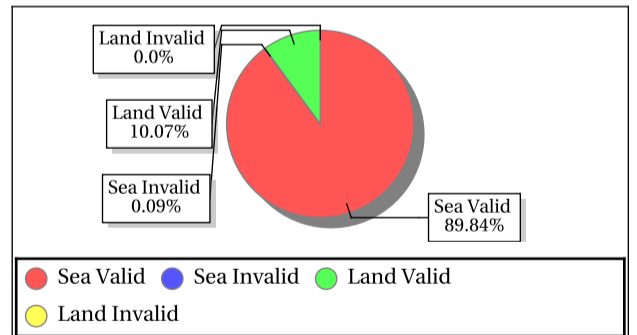 Land Invalid
0.0%
Land Valid
10.07%
Sea Invalid
0.09%
Sea Valid
89.84%
Sea Valid Sea Invalid Land Valid
Land Invalid